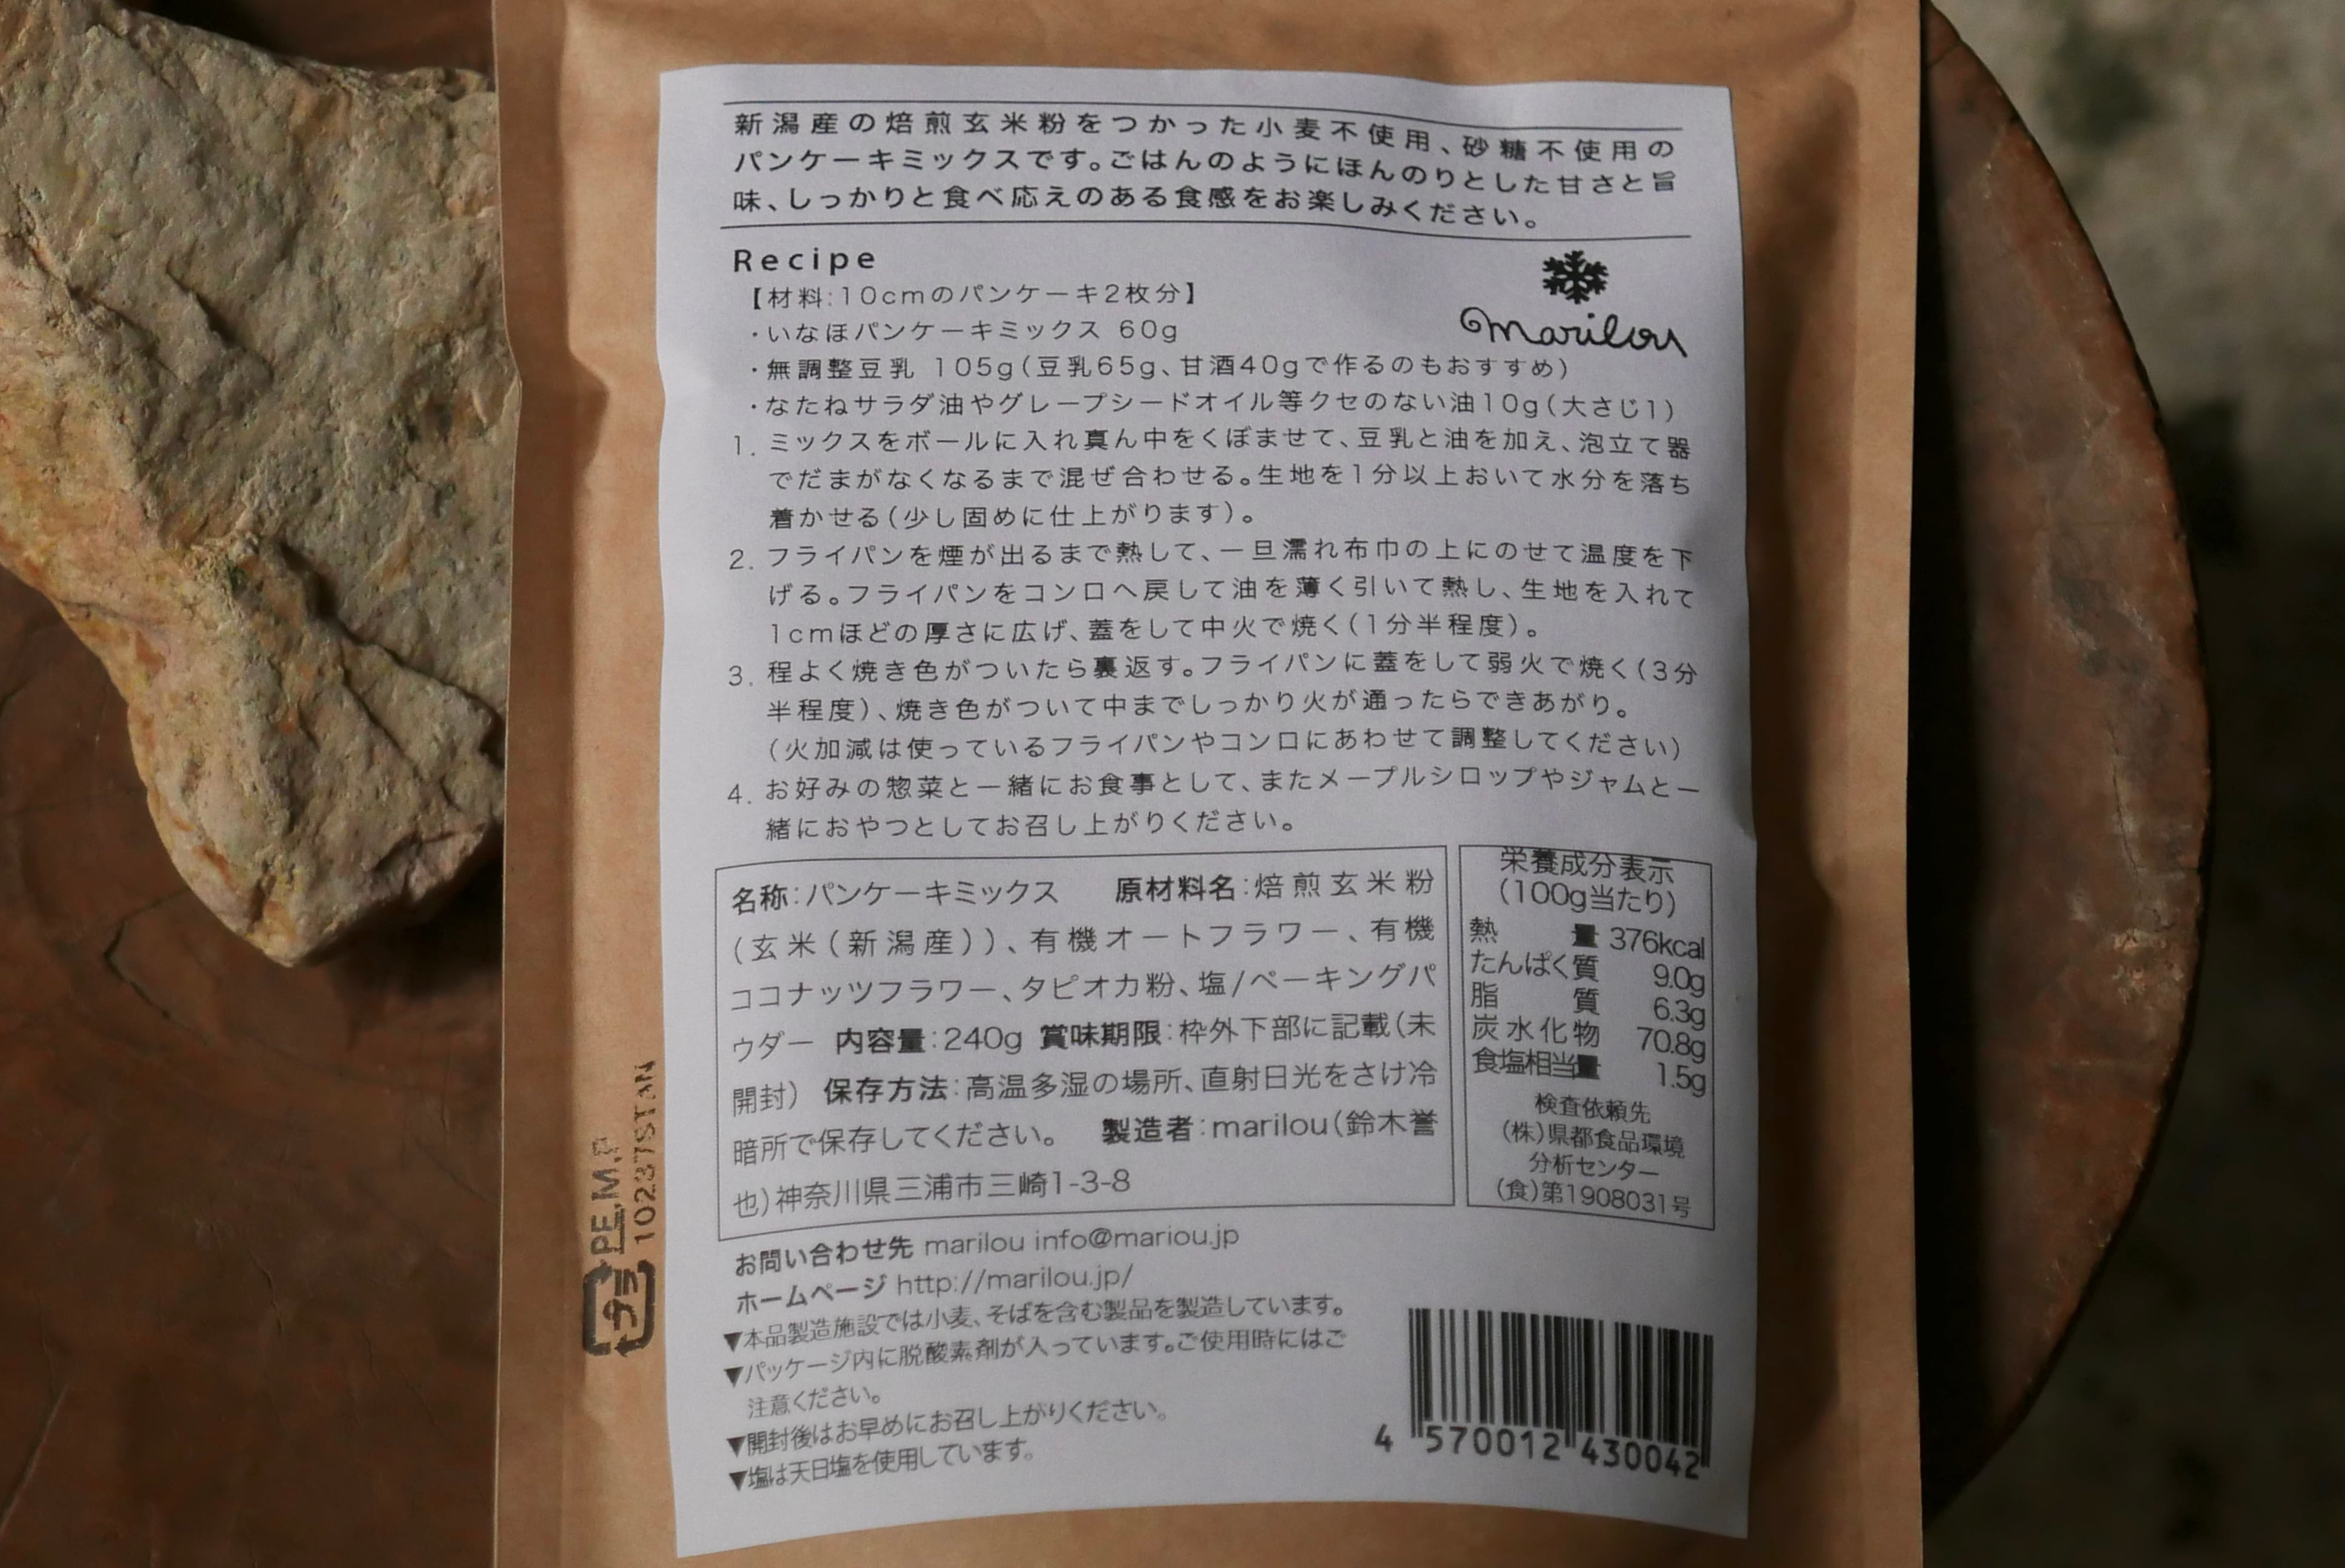 新潟産の焙煎玄米粉をつかった小麦不使用、砂糖不使用の
パンケーキミックスです。ごはんのようにほんのりとした甘さと旨
味、しっかりと食べ応えのある食感をお楽しみください。
Recipe
marilou
【材料:10cmのパンケーキ2枚分】
・いなほパンケーキミックス 60g
・無調整豆乳 105g(豆乳65g、甘酒40gで作るのもおすすめ)
・なたねサラダ油やグレープシードオイル等クセのない油10g(大さじ1)
1. ミックスをボールに入れ真ん中をくぼませて、豆乳と油を加え、泡立て器
でだまがなくなるまで混ぜ合わせる。生地を1分以上おいて水分を落ち
着かせる(少し固めに仕上がります)。
2. フライパンを煙が出るまで熱して、一旦濡れ布巾の上にのせて温度を下
げる。フライパンをコンロへ戻して油を薄く引いて熱し、生地を入れて
1cmほどの厚さに広げ、蓋をして中火で焼く(1分半程度)。
3. 程よく焼き色がついたら裏返す。フライパンに蓋をして弱火で焼く(3分
半程度)、焼き色がついて中までしっかり火が通ったらできあがり。
(火加減は使っているフライパンやコンロにあわせて調整してください)
4. お好みの惣菜と一緒にお食事として、またメープルシロップやジャムと一
緒におやつとしてお召し上がりください。
名称:パンケーキミックス 原材料名:焙煎玄米粉
(玄米(新潟産))、有機オートフラワー、有機
ココナッツフラワー、タピオカ粉、塩/ベーキングパ
ウダー 内容量:240g 賞味期限:枠外下部に記載(未
開封) 保存方法:高温多湿の場所、直射日光をさけ冷
暗所で保存してください。 製造者:marilou(鈴木誉
也)神奈川県三浦市三崎1-3-8
栄養成分表示
(100g当たり)
熱量 376kcal
たんぱく質 9.0g
脂質 6.3g
炭水化物 70.8g
食塩相当量 1.5g
検査依頼先
(株)県都食品環境
分析センター
(食)第1908031号
お問い合わせ先 marilou info@mariou.jp
ホームページ http://marilou.jp/
▼本品製造施設では小麦、そばを含む製品を製造しています。
▼パッケージ内に脱酸素剤が入っています。ご使用時にはご
注意ください。
▼開封後はお早めにお召し上がりください。
▼塩は天日塩を使用しています。
4 570012 430042
プラ PE,M,P